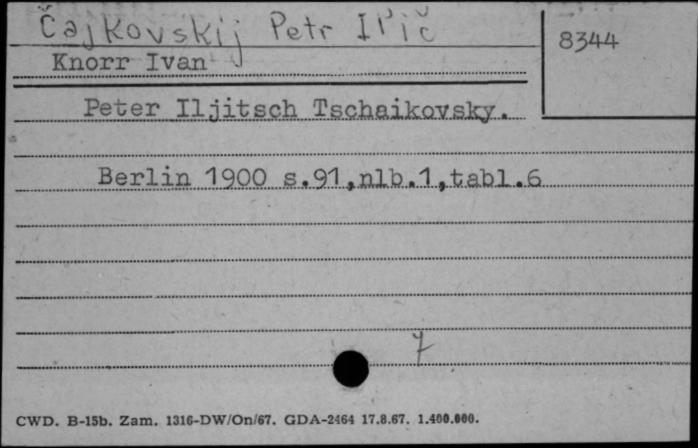 Čajkovskij Petr Il'ič
8344
Knorr Ivan
Peter Iljitsch Tschaikovsky.
Berlin 1900 s.91,nlb.1,tabl.6
7
CWD. B-15b. Zam. 1316-DW/On/67. GDA-2464 17.8.67. 1.400.000.